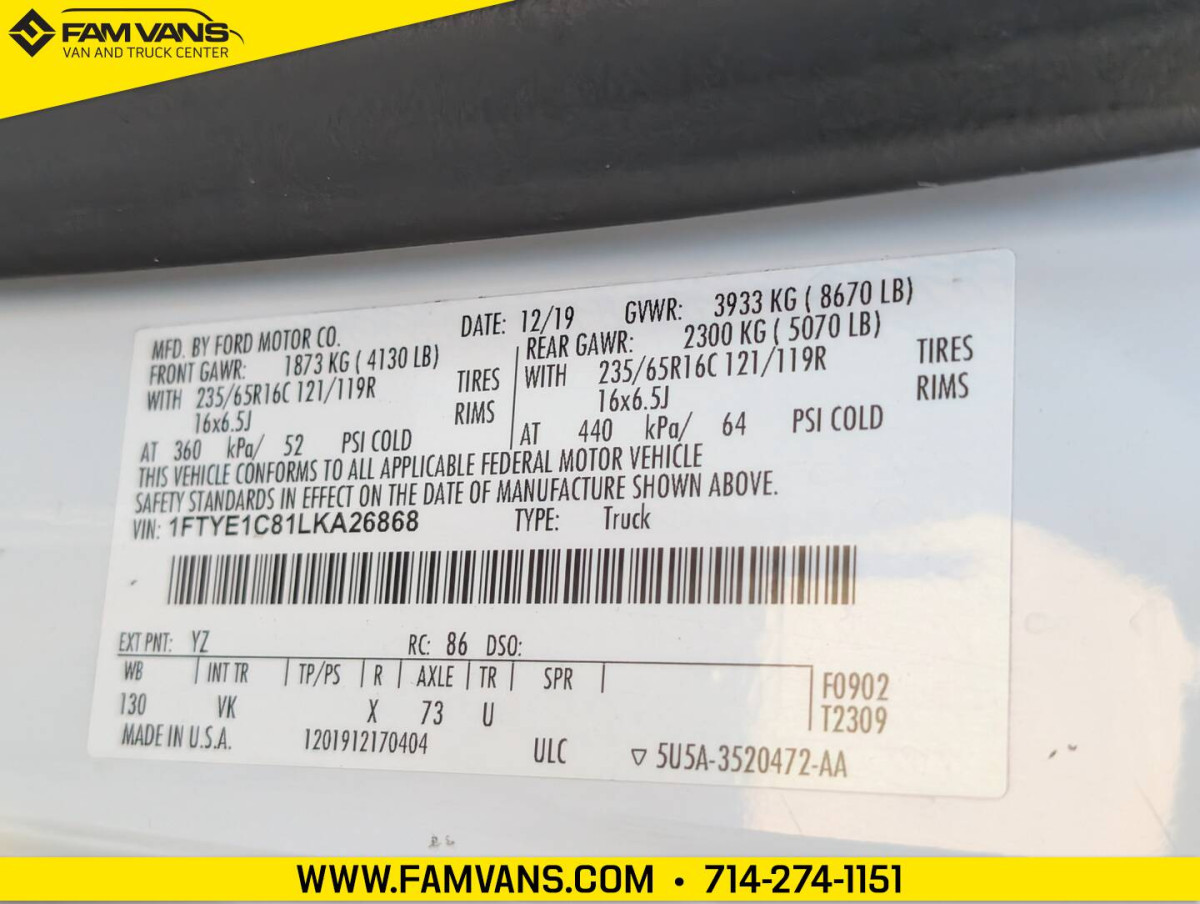 FAM VANS
VAN AND TRUCK CENTER
MFD. BY FORD MOTOR CO. DATE: 12/19 GVWR: 3933 KG ( 8670 LB)
FRONT GAWR: 1873 KG ( 4130 LB) REAR GAWR: 2300 KG ( 5070 LB)
WITH 235/65R16C 121/119R TIRES WITH 235/65R16C 121/119R TIRES
16x6.5J RIMS 16x6.5J RIMS
AT 360 kPa/ 52 PSI COLD AT 440 kPa/ 64 PSI COLD
THIS VEHICLE CONFORMS TO ALL APPLICABLE FEDERAL MOTOR VEHICLE
SAFETY STANDARDS IN EFFECT ON THE DATE OF MANUFACTURE SHOWN ABOVE.
VIN: 1FTYE1C81LKA26868 TYPE: Truck
EXT PNT: YZ RC: 86 DSO:
WB INT TR TP/PS R AXLE TR SPR F0902
130 VK X 73 U T2309
MADE IN U.S.A. 1201912170404 ULC ▽ 5U5A-3520472-AA
WWW.FAMVANS.COM • 714-274-1151